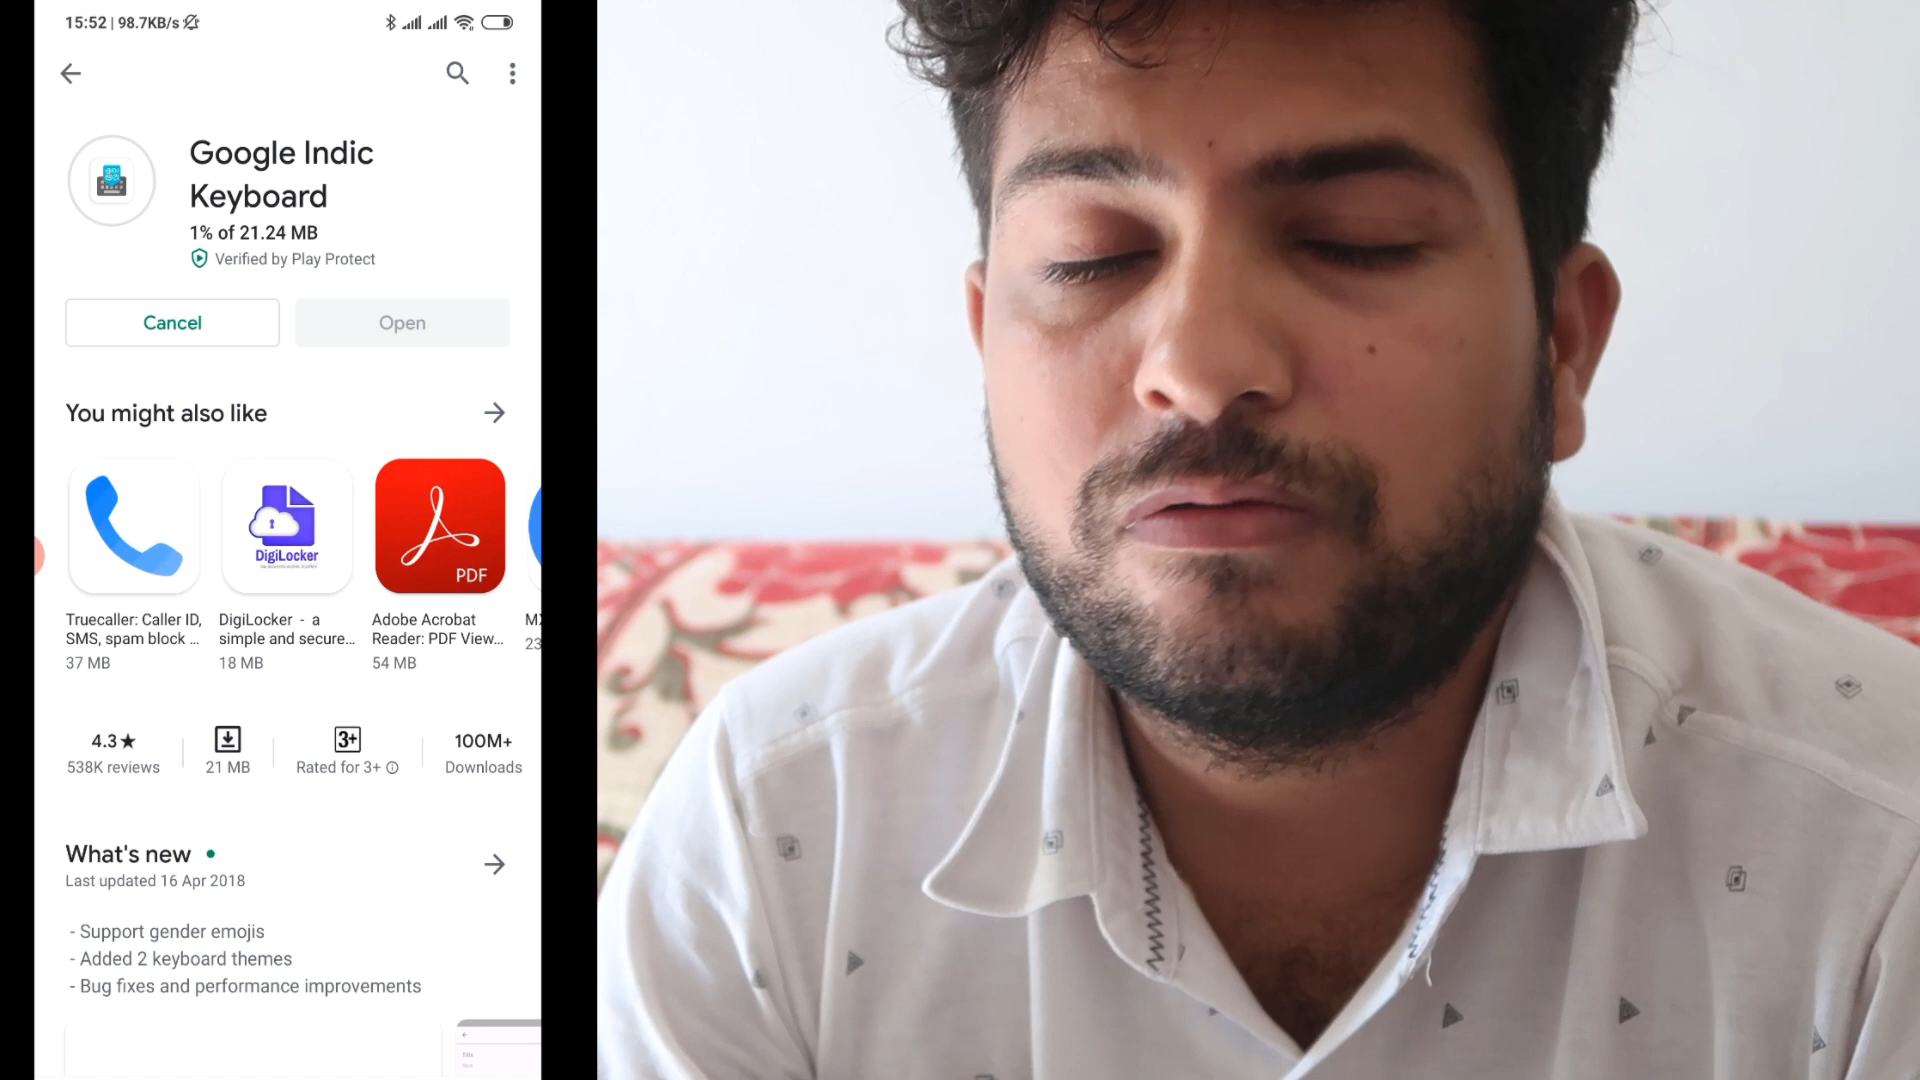 15:52 | 98.7KB/s
Google Indic
Keyboard
1% of 21.24 MB
Verified by Play Protect
Cancel
Open
You might also like
DigiLocker
PDF
Truecaller: Caller ID,
SMS, spam block ...
37 MB
DigiLocker - a
simple and secure...
18 MB
Adobe Acrobat
Reader: PDF View...
54 MB
4.3★
538K reviews
21 MB
3+
Rated for 3+
100M+
Downloads
What's new
Last updated 16 Apr 2018
- Support gender emojis
- Added 2 keyboard themes
- Bug fixes and performance improvements